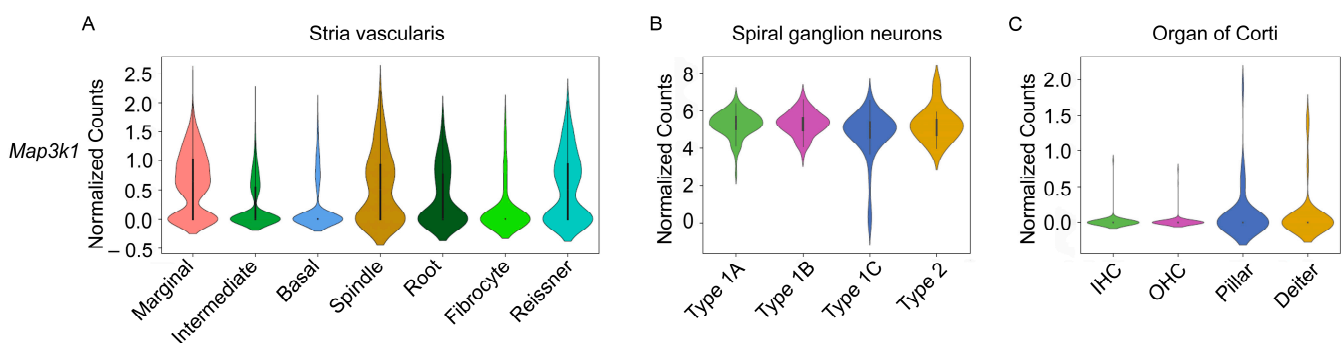 A
Stria vascularis
Map3k1
Normalized Counts
2.5
2.0
1.5
1.0
0.5
0.0
– 0.5
Marginal
Intermediate
Basal
Spindle
Root
Fibrocyte
Reissner
B
Spiral ganglion neurons
Normalized Counts
8
6
4
2
0
Type 1A
Type 1B
Type 1C
Type 2
C
Organ of Corti
Normalized Counts
2.0
1.5
1.0
0.5
0.0
IHC
OHC
Pillar
Deiter